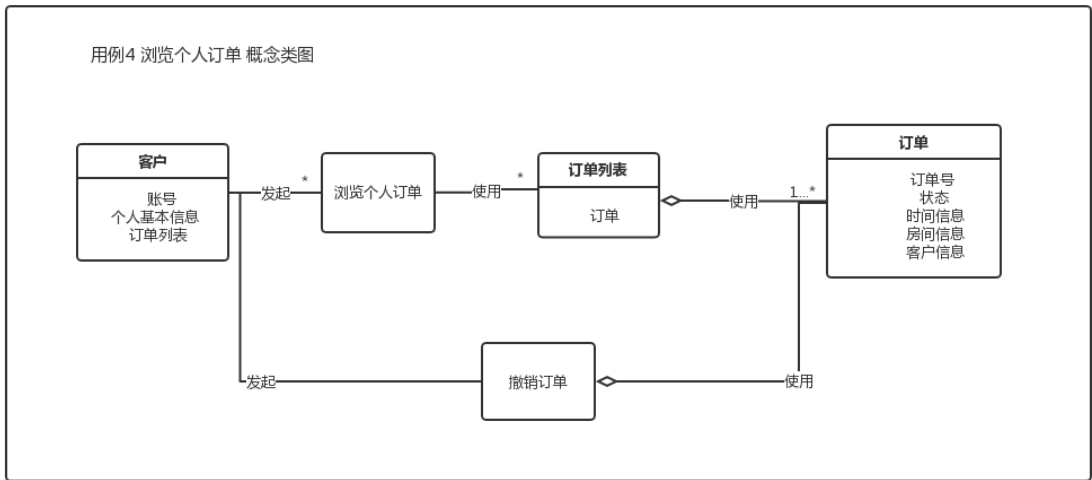 用例4 浏览个人订单 概念类图
客户
账号
个人基本信息
订单列表
发起
*
浏览个人订单
使用
*
订单列表
订单
使用
1...*
订单
订单号
状态
时间信息
房间信息
客户信息
发起
撤销订单
使用